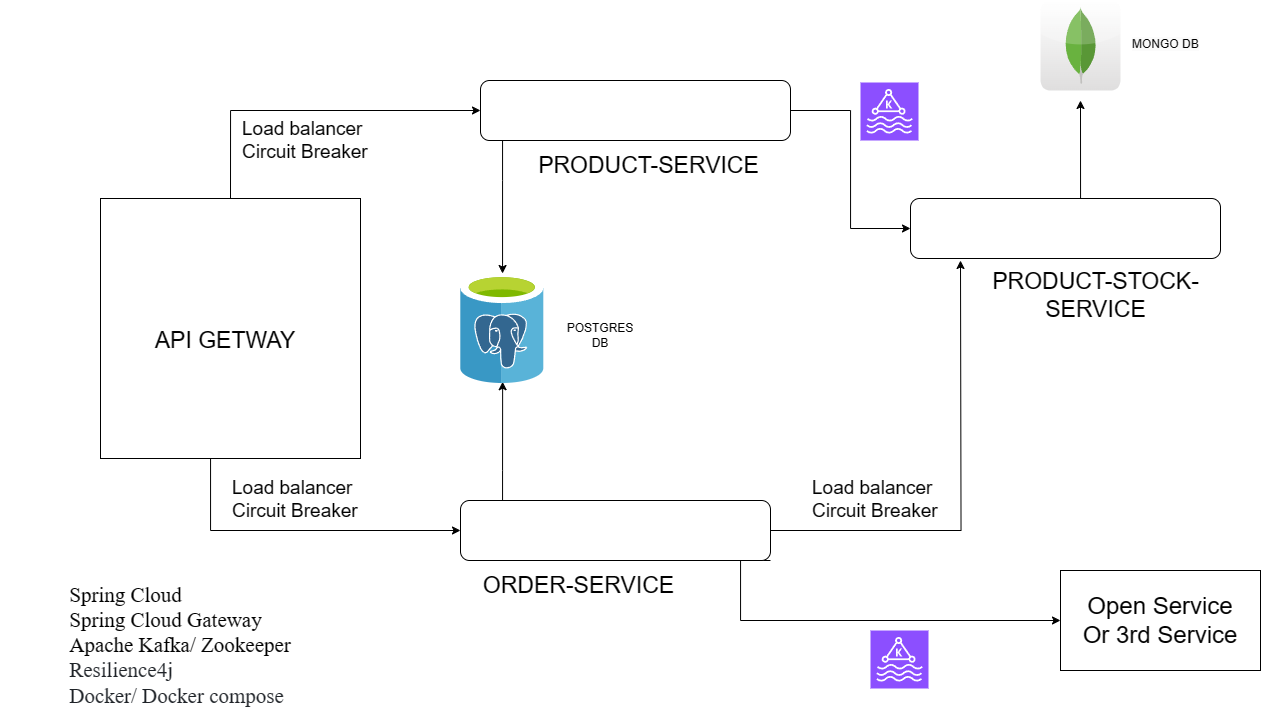 MONGO DB
Load balancer
Circuit Breaker
K
PRODUCT-SERVICE
PRODUCT-STOCK-
SERVICE
API GETWAY
POSTGRES
DB
Load balancer
Circuit Breaker
Load balancer
Circuit Breaker
ORDER-SERVICE
Open Service
Or 3rd Service
K
Spring Cloud
Spring Cloud Gateway
Apache Kafka/ Zookeeper
Resilience4j
Docker/ Docker compose